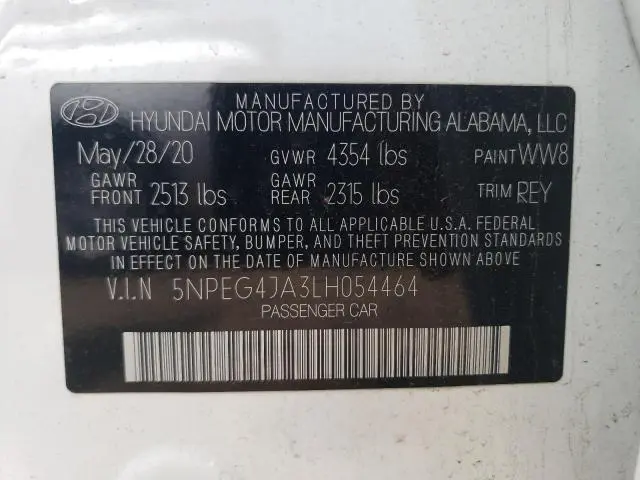 MANUFACTURED BY
HYUNDAI MOTOR MANUFACTURING ALABAMA, LLC
May/28/20 GVWR 4354 lbs PAINT WW8
GAWR FRONT 2513 lbs GAWR REAR 2315 lbs TRIM REY
THIS VEHICLE CONFORMS TO ALL APPLICABLE U.S.A. FEDERAL
MOTOR VEHICLE SAFETY, BUMPER, AND THEFT PREVENTION STANDARDS
IN EFFECT ON THE DATE OF MANUFACTURE SHOWN ABOVE
V.I.N 5NPEG4JA3LH054464
PASSENGER CAR